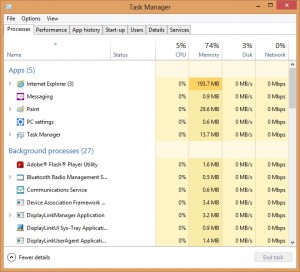 Task Manager
File Options View
Processes Performance App history Start-up Users Details Services
5% 74% 3% 0%
Name Status CPU Memory Disk Network
Apps (5)
Internet Explorer (3) 0% 193.7 MB 0 MB/s 0 Mbps
Messaging 0% 0.9 MB 0 MB/s 0 Mbps
Paint 0% 29.6 MB 0 MB/s 0 Mbps
PC settings 0% 0 MB 0 MB/s 0 Mbps
Task Manager 0% 13.7 MB 0 MB/s 0 Mbps
Background processes (27)
Adobe® Flash® Player Utility 0% 1.6 MB 0 MB/s 0 Mbps
Bluetooth Radio Management S... 0% 0.3 MB 0 MB/s 0 Mbps
Communications Service 0% 0.6 MB 0 MB/s 0 Mbps
Device Association Framework ... 0% 3.4 MB 0 MB/s 0 Mbps
DisplayLinkManager Application 0% 3.2 MB 0 MB/s 0 Mbps
DisplayLinkUI Sys-Tray Applicat... 0% 0.9 MB 0 MB/s 0 Mbps
DisplayLinkUserAgent Applicati... 0% 1.4 MB 0 MB/s 0 Mbps
Fewer details End task